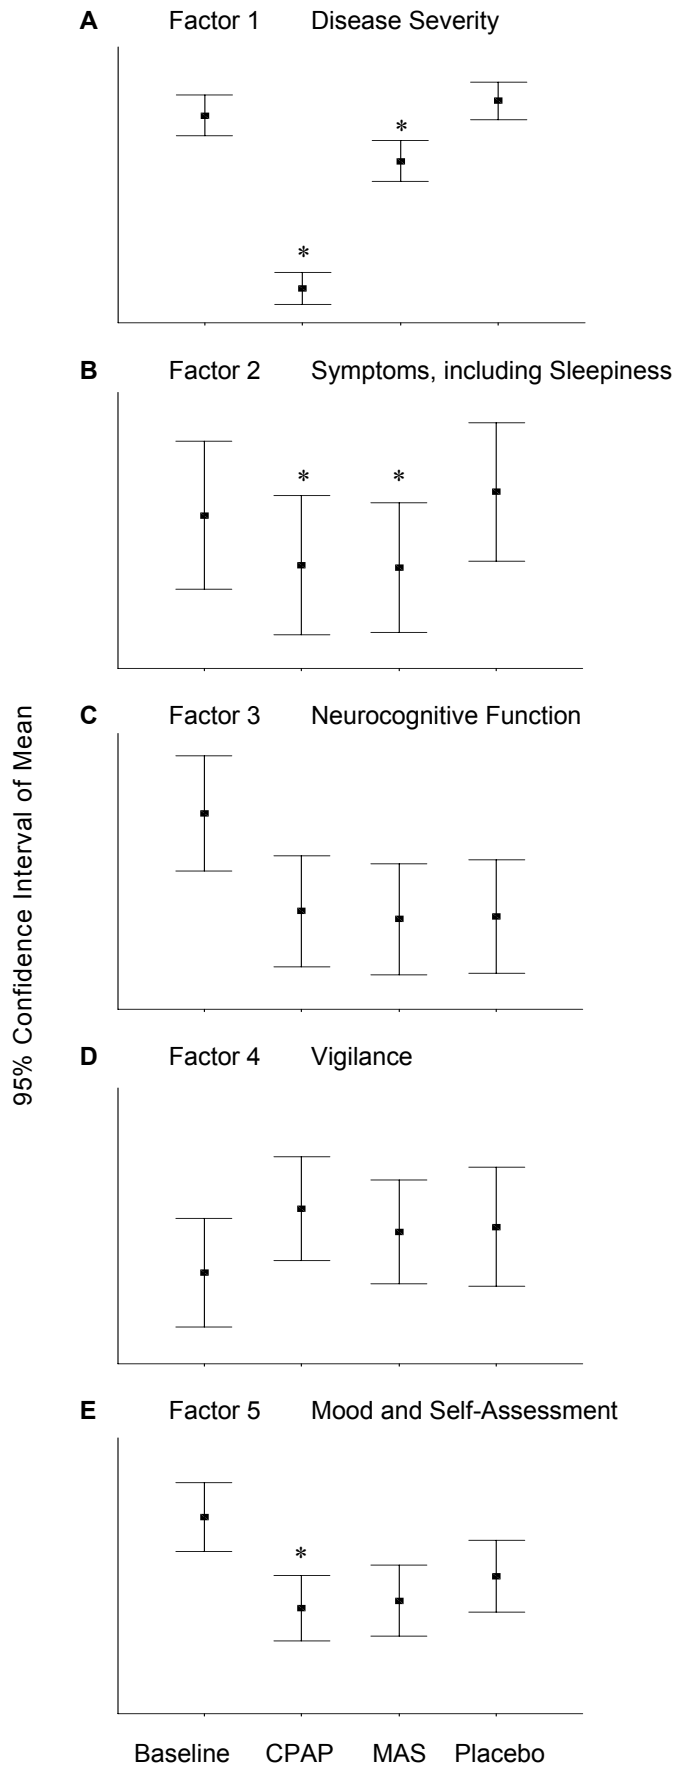 A Factor 1 Disease Severity
*
*
B Factor 2 Symptoms, including Sleepiness
* *
C Factor 3 Neurocognitive Function
95% Confidence Interval of Mean
D Factor 4 Vigilance
E Factor 5 Mood and Self-Assessment
*
Baseline CPAP MAS Placebo